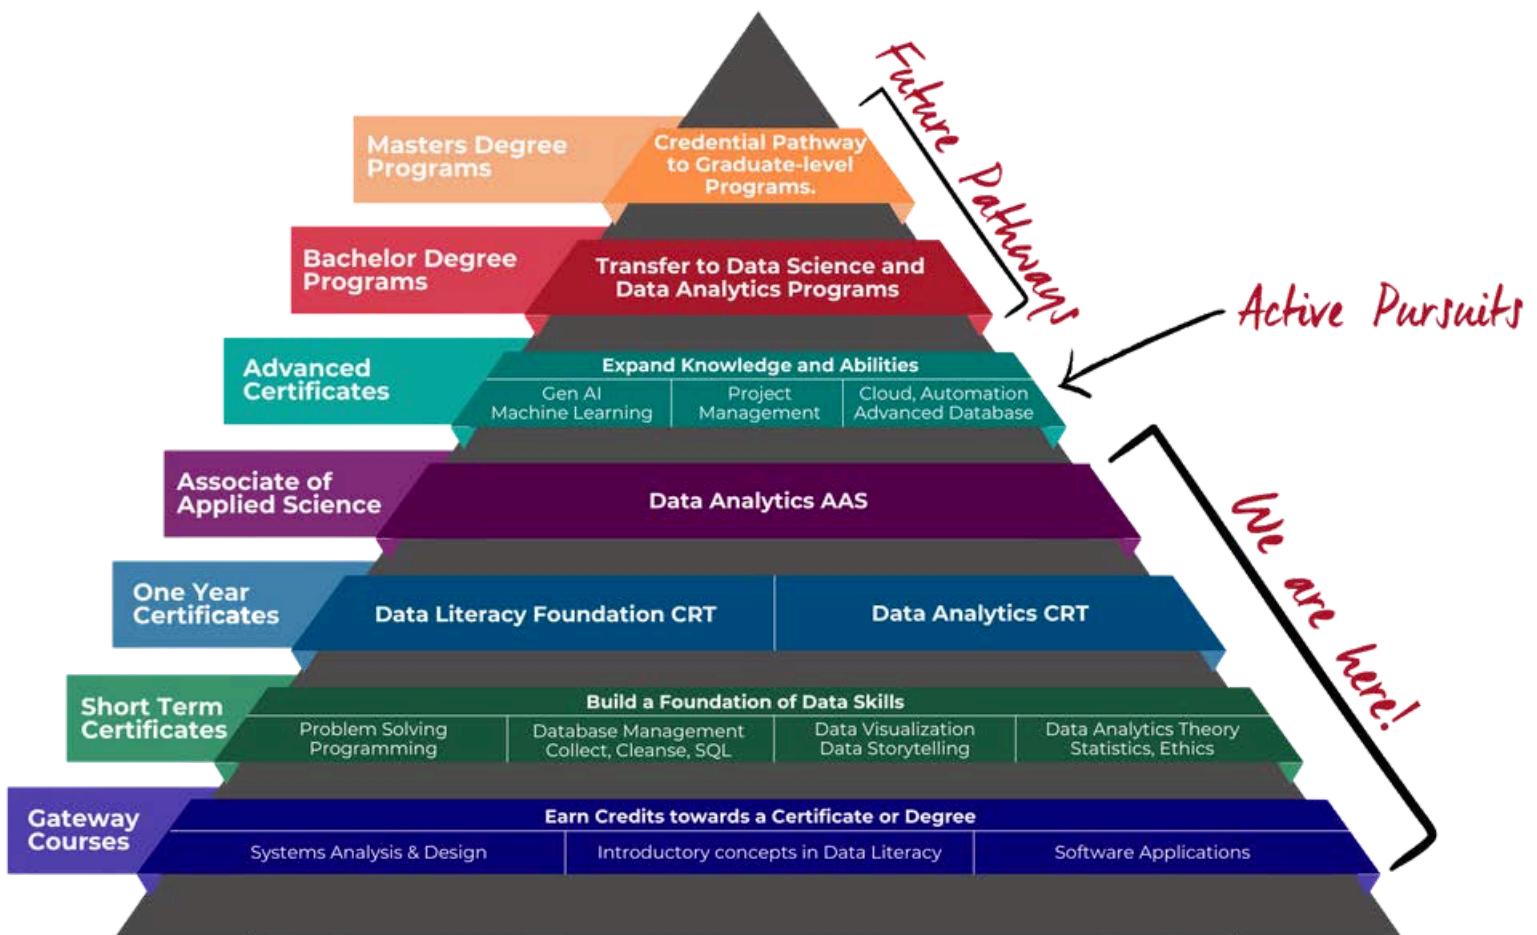 Future Pathways
Masters Degree
Programs
Credential Pathway
to Graduate-level
Programs.
Bachelor Degree
Programs
Transfer to Data Science and
Data Analytics Programs
Active Pursuits
Advanced
Certificates
Expand Knowledge and Abilities
Gen AI
Machine Learning
Project
Management
Cloud, Automation
Advanced Database
Associate of
Applied Science
Data Analytics AAS
We are here!
One Year
Certificates
Data Literacy Foundation CRT
Data Analytics CRT
Short Term
Certificates
Build a Foundation of Data Skills
Problem Solving
Programming
Database Management
Collect, Cleanse, SQL
Data Visualization
Data Storytelling
Data Analytics Theory
Statistics, Ethics
Gateway
Courses
Earn Credits towards a Certificate or Degree
Systems Analysis & Design
Introductory concepts in Data Literacy
Software Applications